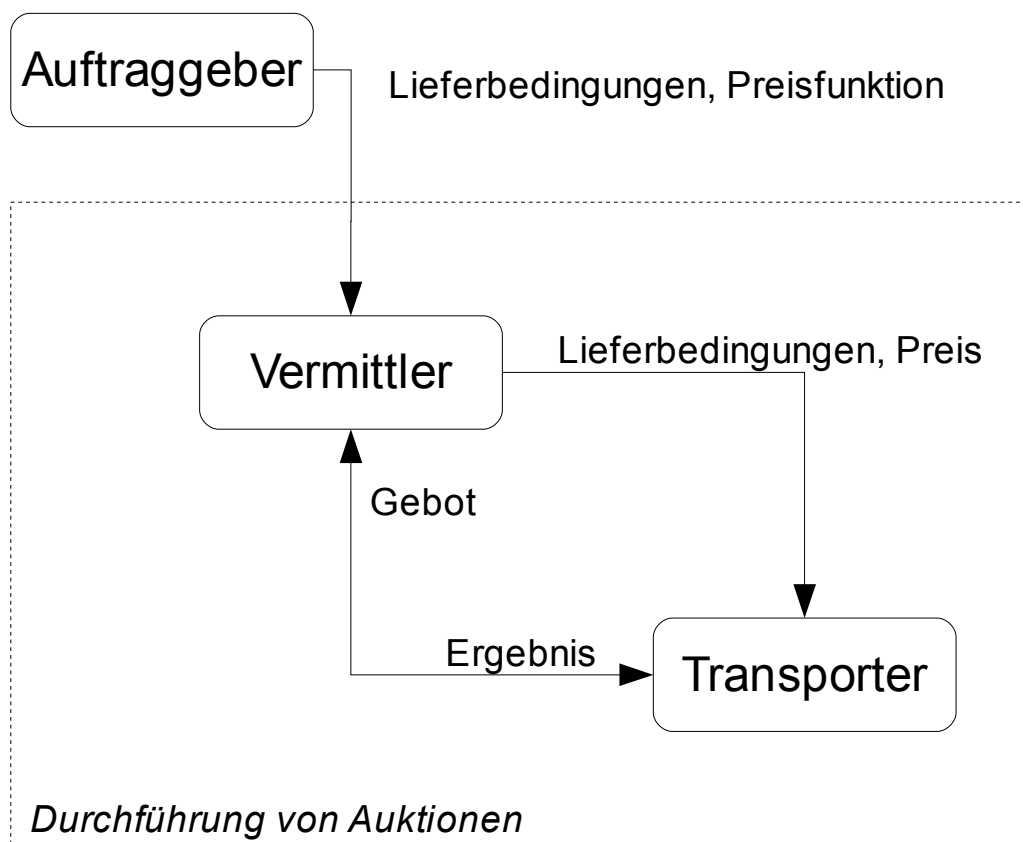 Auftraggeber
Lieferbedingungen, Preisfunktion
Vermittler
Lieferbedingungen, Preis
Gebot
Ergebnis
Transporter
Durchführung von Auktionen